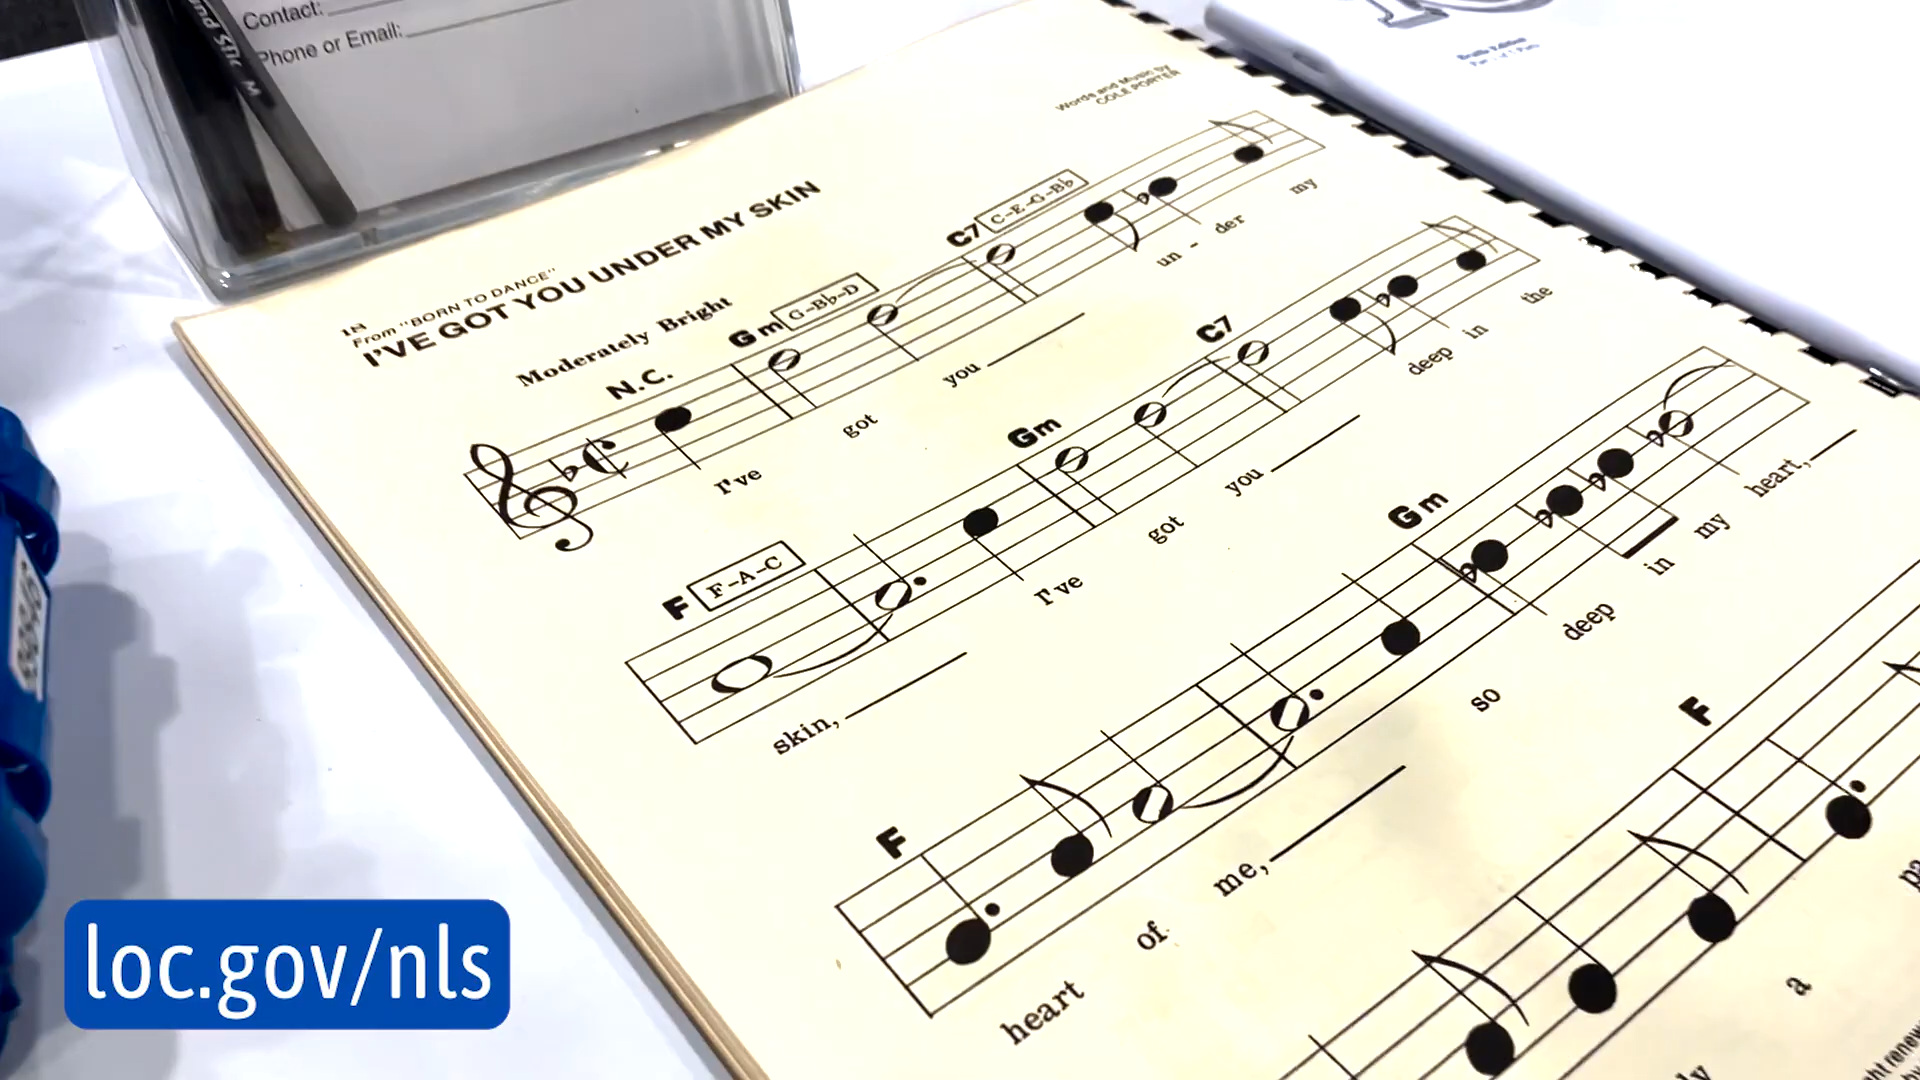 Contact:
Phone or Email:
Words and Music by
COLE PORTER
From "BORN TO DANCE"
I'VE GOT YOU UNDER MY SKIN
Moderately Bright
N.C. Gm G-B♭-D C7 C-E-G-B♭
I've got you un - der my
F F-A-C Gm C7
skin, I've got you deep in the
F Gm
heart of me, so deep in my heart,
F
a
loc.gov/nls